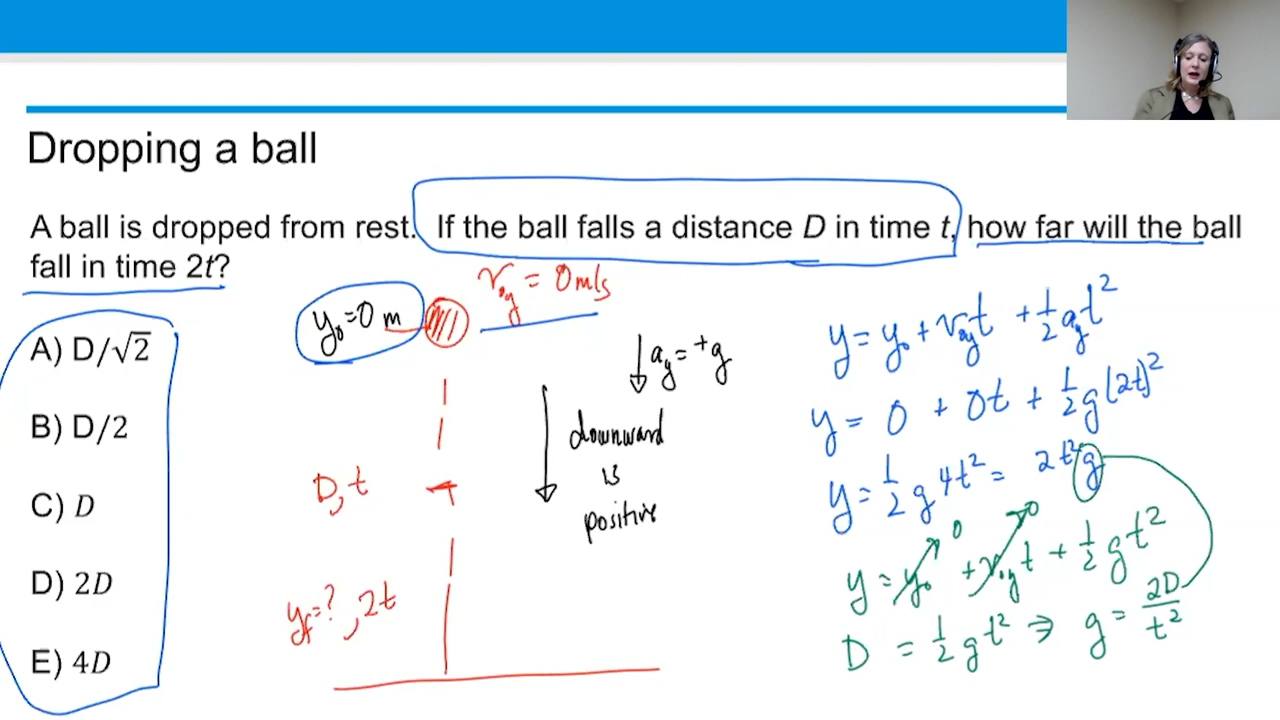 Dropping a ball
A ball is dropped from rest. If the ball falls a distance D in time t, how far will the ball
fall in time 2t?
A) D/√2
B) D/2
C) D
D) 2D
E) 4D
y₀=0 m
v₀y = 0m/s
ay=+g
downward
is
positive
D, t
yf=?, 2t
y = y₀ + v₀yt + ½ayt²
y = 0 + 0t + ½g(2t)²
y = ½g4t² = 2t²g
y = y₀ 0 + v₀yt 0 + ½gt²
D = ½gt² ⇒ g = 2D/t²